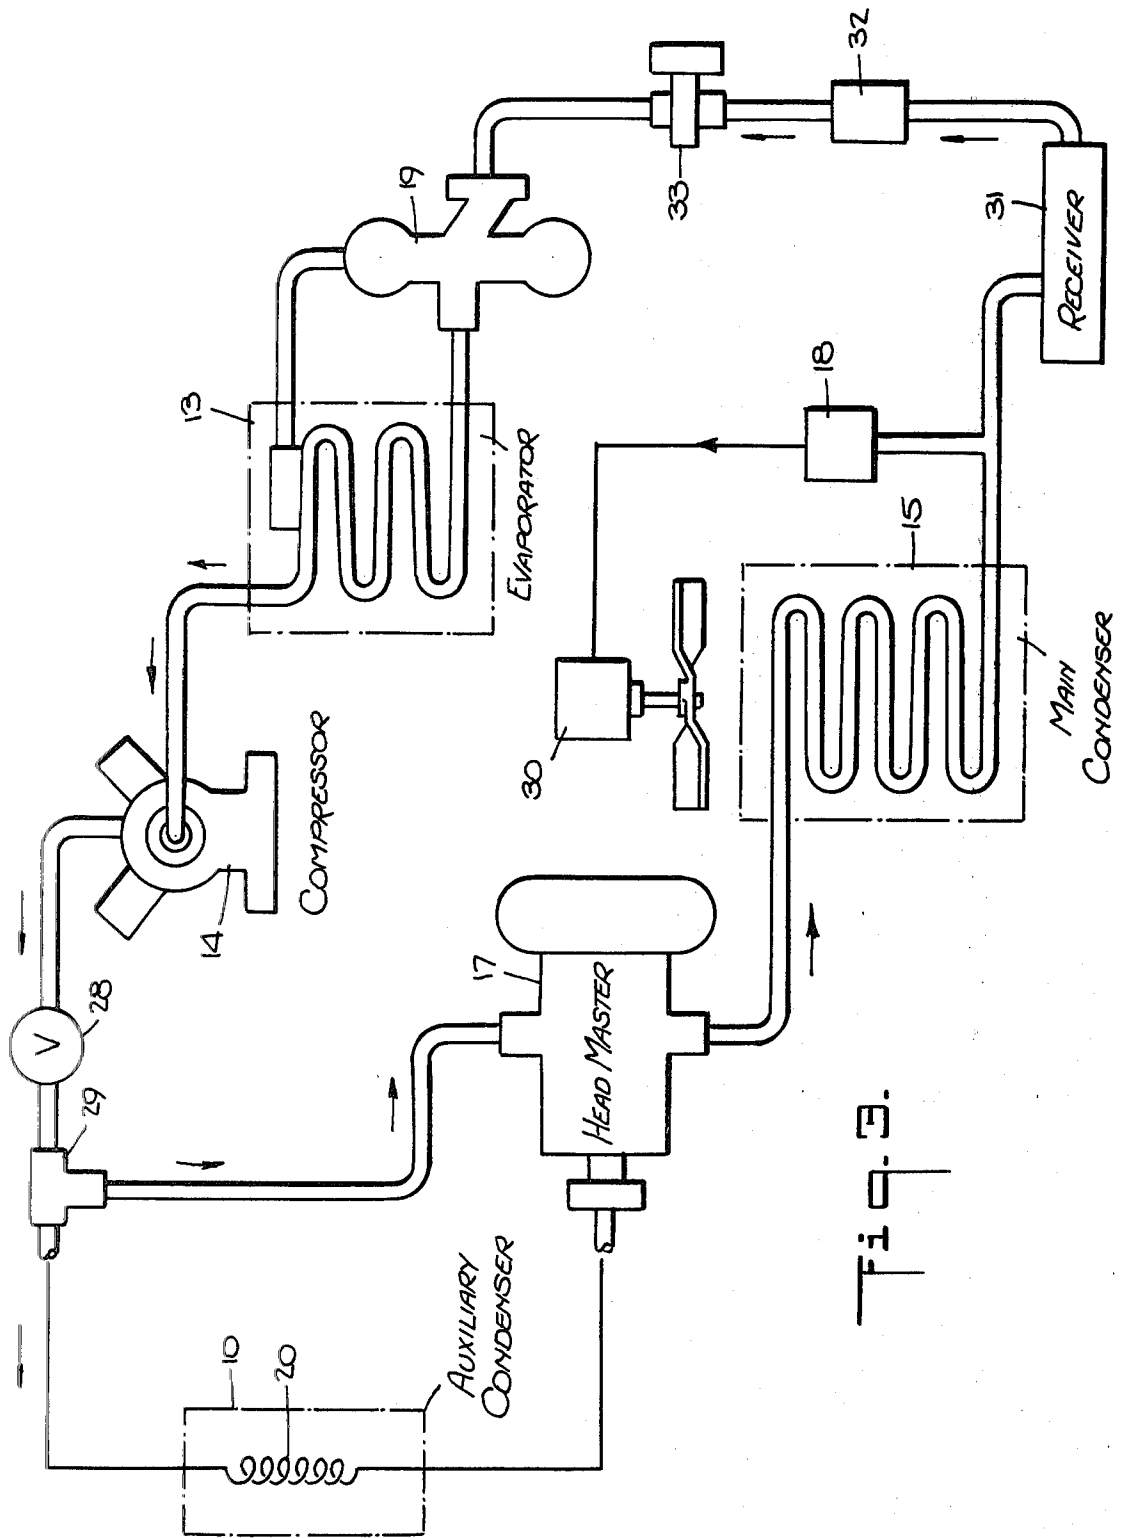 32
33
19
31
RECEIVER
18
13
EVAPORATOR
15
MAIN
CONDENSER
30
COMPRESSOR
14
17
HEAD MASTER
V
28
29
10
20
AUXILIARY
CONDENSER
Fig. 3.